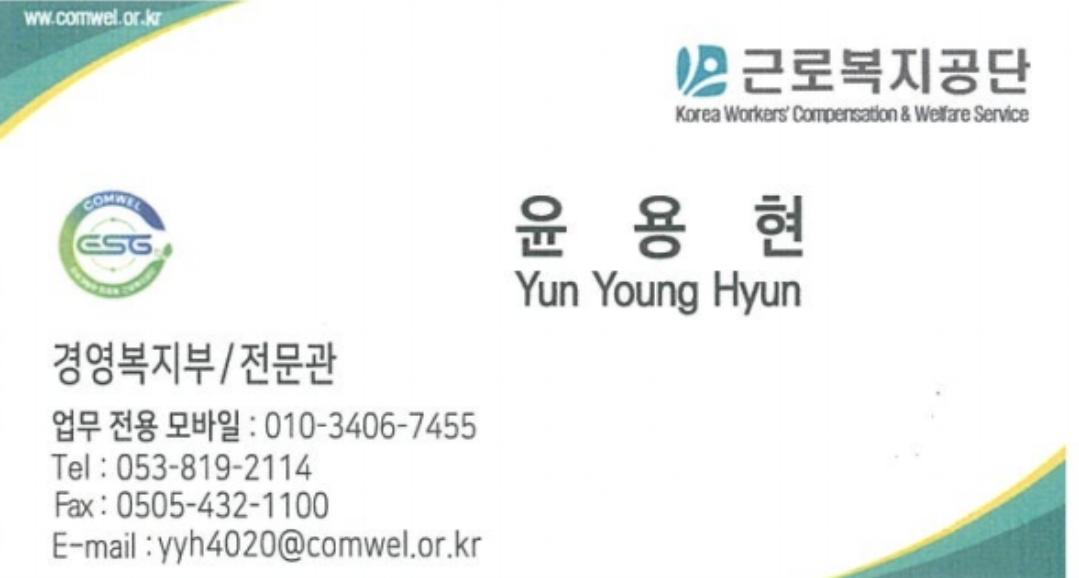 ww.comwel.or.kr
근로복지공단
Korea Workers' Compensation & Welfare Service
COMWEL
ESG
윤 용 현
Yun Young Hyun
경영복지부/전문관
업무 전용 모바일 : 010-3406-7455
Tel : 053-819-2114
Fax : 0505-432-1100
E-mail : yyh4020@comwel.or.kr